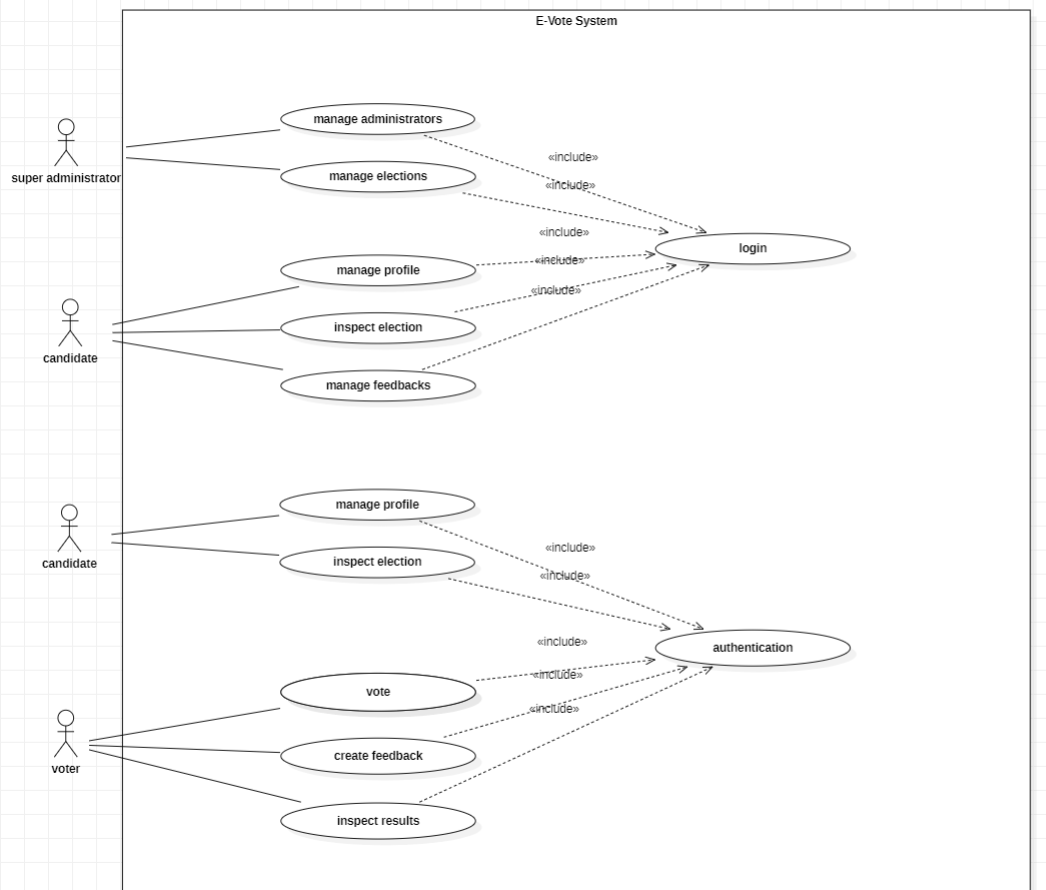 E-Vote System
manage administrators
«include»
super administrator
manage elections
«include»
«include»
login
manage profile
«include»
«include»
inspect election
candidate
manage feedbacks
manage profile
«include»
candidate
inspect election
«include»
«include»
authentication
«include»
vote
«include»
voter
create feedback
inspect results